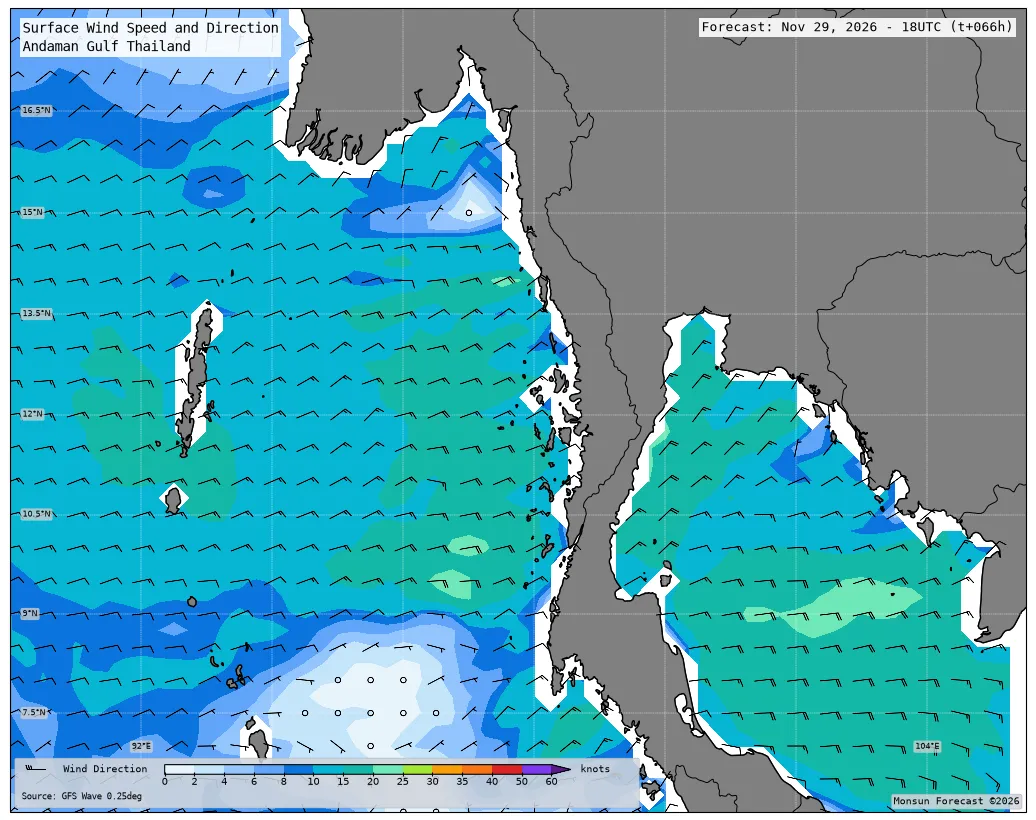 Surface Wind Speed and Direction
Andaman Gulf Thailand
Forecast: Nov 29, 2026 - 18UTC (t+066h)
16.5°N
15°N
13.5°N
12°N
10.5°N
9°N
7.5°N
92°E
104°E
Wind Direction
0 2 4 6 8 10 15 20 25 30 35 40 50 60
knots
Source: GFS Wave 0.25deg
Monsun Forecast ©2026